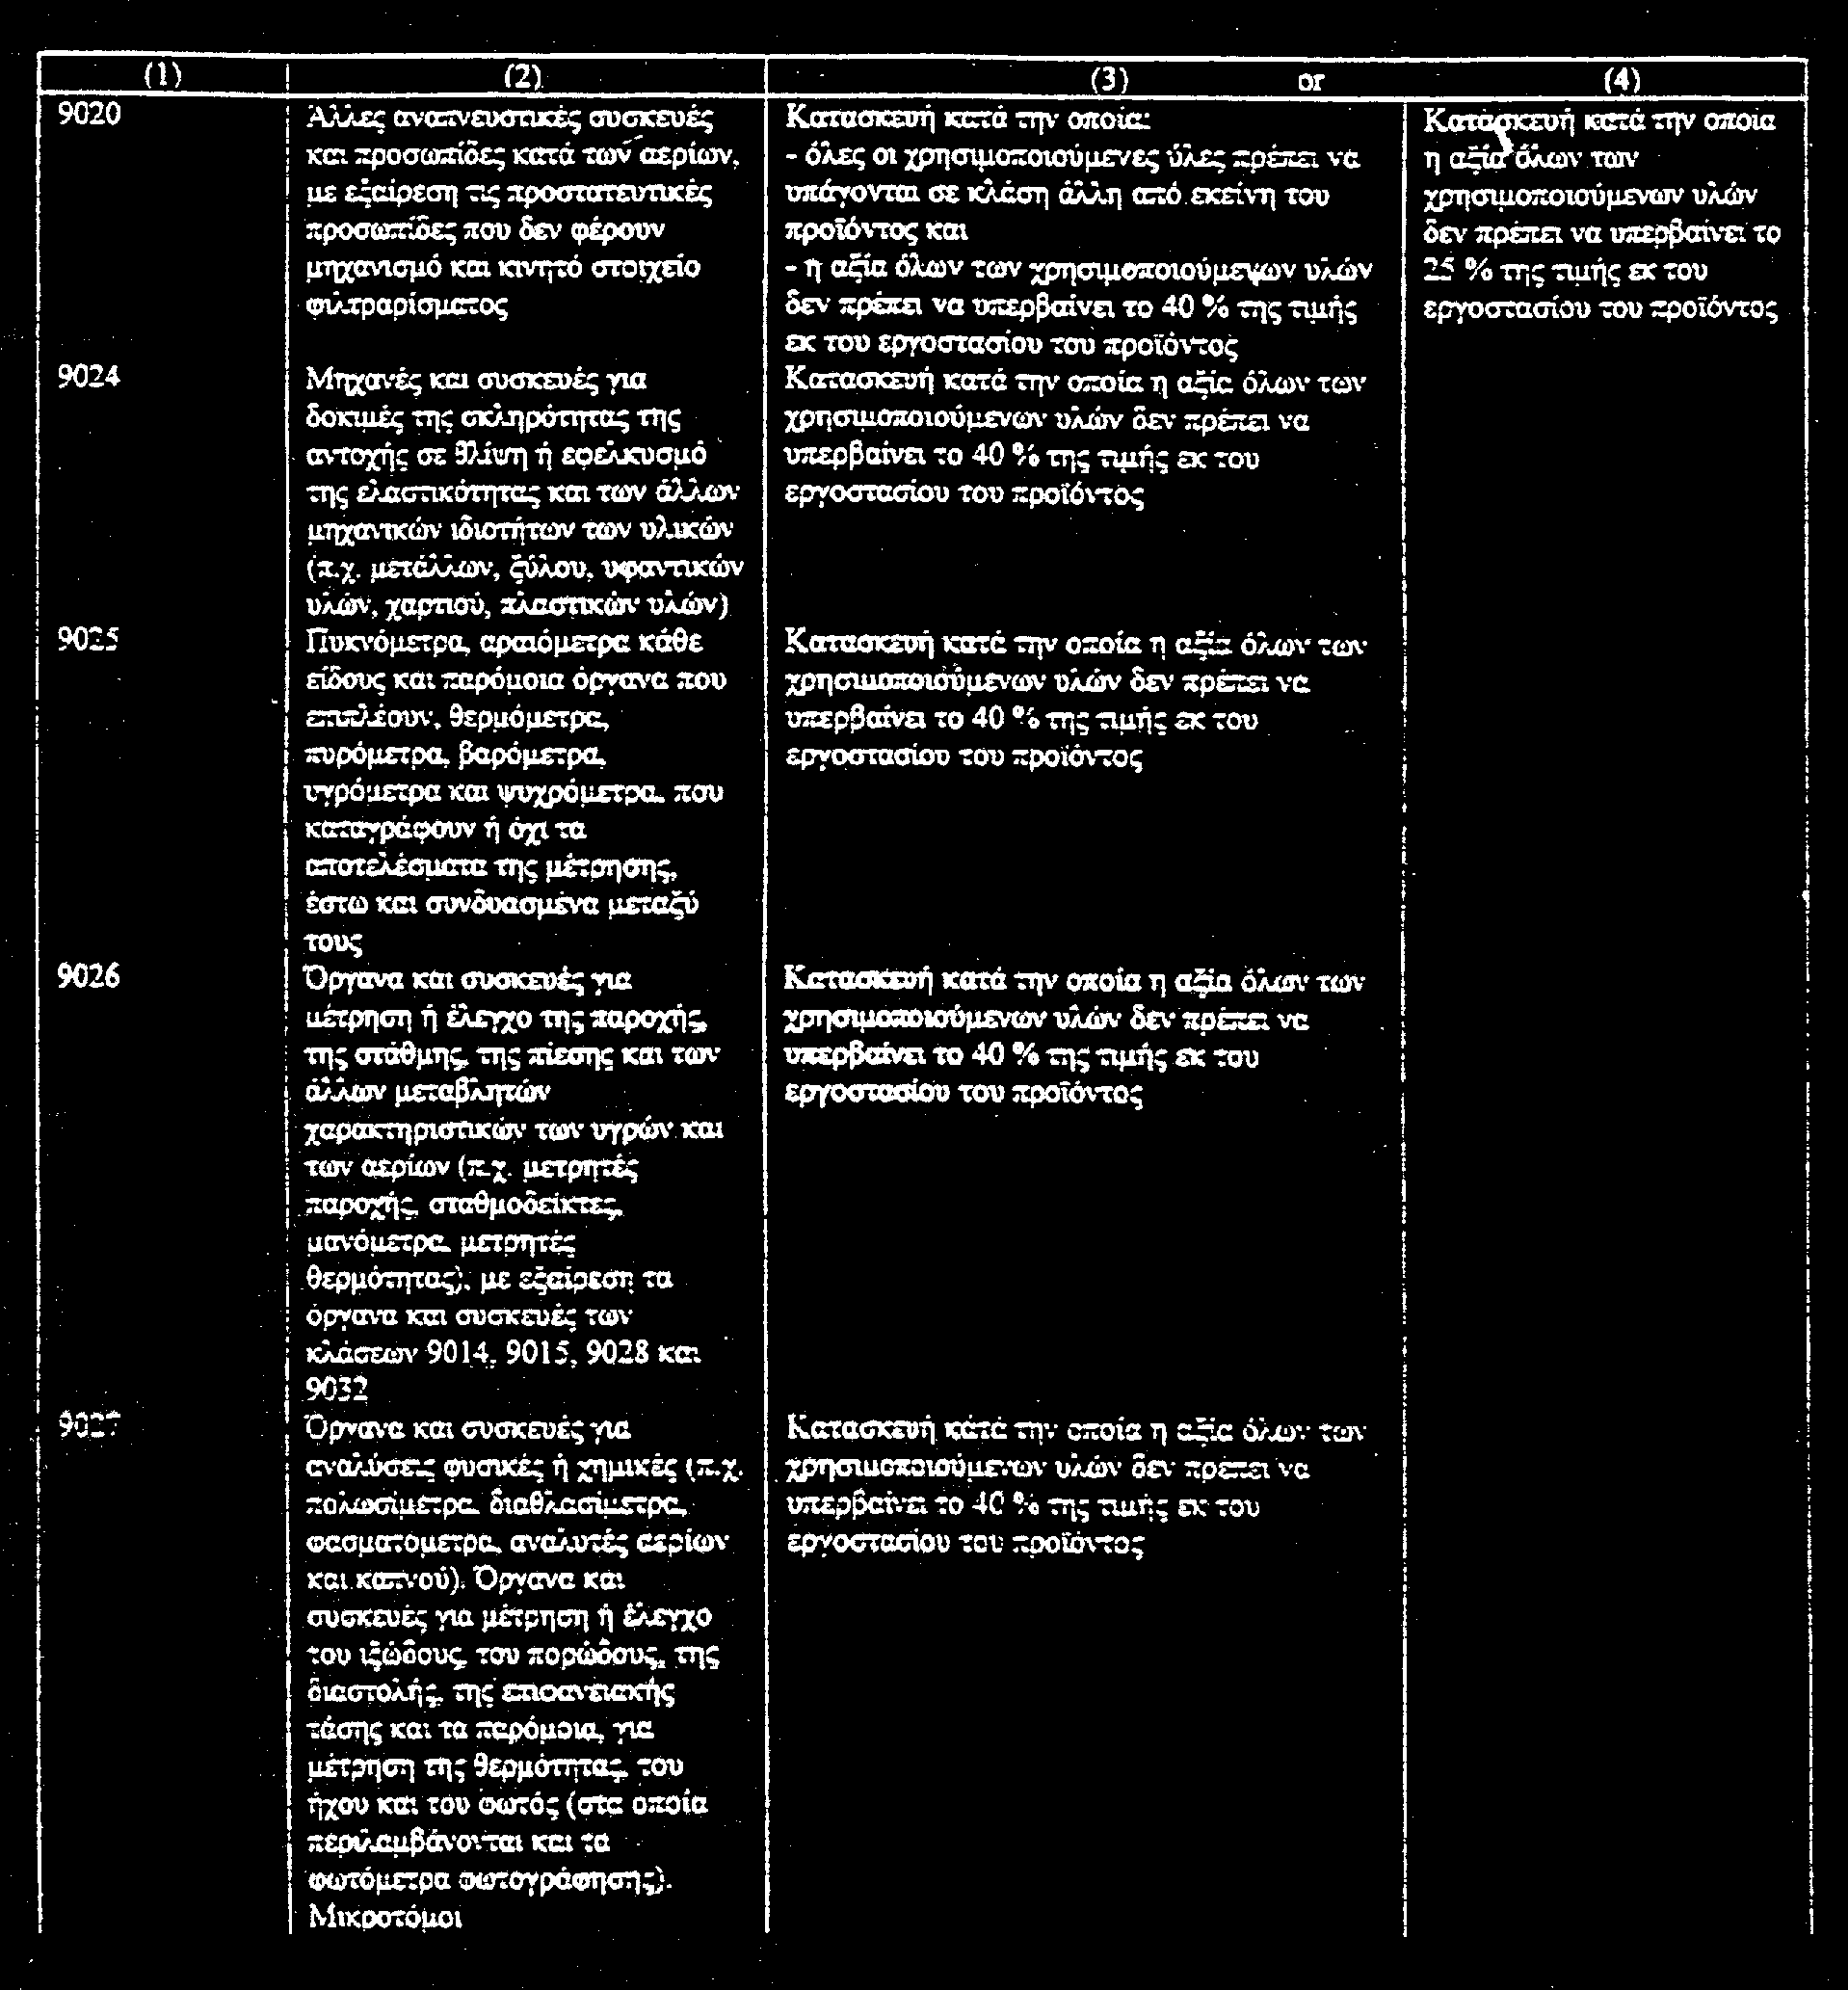 (1) (2) (3) or (4)
9020
Άλλες αναπνευστικές συσκευές
και προσωπίδες κατά των αερίων,
με εξαίρεση τις προστατευτικές
προσωπίδες που δεν φέρουν
μηχανισμό και κινητό στοιχείο
φιλτραρίσματος
Κατασκευή κατά την οποία:
- όλες οι χρησιμοποιούμενες ύλες πρέπει να
υπάγονται σε κλάση άλλη από εκείνη του
προϊόντος και
- η αξία όλων των χρησιμοποιούμενων υλών
δεν πρέπει να υπερβαίνει το 40 % της τιμής
εκ του εργοστασίου του προϊόντος
Κατασκευή κατά την οποία
η αξία όλων των
χρησιμοποιούμενων υλών
δεν πρέπει να υπερβαίνει το
25 % της τιμής εκ του
εργοστασίου του προϊόντος
9024
Μηχανές και συσκευές για
δοκιμές της σκληρότητας της
αντοχής σε θλίψη ή εφελκυσμό
της ελαστικότητας και των άλλων
μηχανικών ιδιοτήτων των υλικών
(π.χ. μετάλλων, ξύλου, υφαντικών
υλών, χαρτιού, πλαστικών υλών)
Κατασκευή κατά την οποία η αξία όλων των
χρησιμοποιούμενων υλών δεν πρέπει να
υπερβαίνει το 40 % της τιμής εκ του
εργοστασίου του προϊόντος
9025
Πυκνόμετρα, αραιόμετρα κάθε
είδους και παρόμοια όργανα που
επιπλέουν, θερμόμετρα,
πυρόμετρα, βαρόμετρα,
υγρόμετρα και ψυχρόμετρα, που
καταγράφουν ή όχι τα
αποτελέσματα της μέτρησης,
έστω και συνδυασμένα μεταξύ
τους
Κατασκευή κατά την οποία η αξία όλων των
χρησιμοποιούμενων υλών δεν πρέπει να
υπερβαίνει το 40 % της τιμής εκ του
εργοστασίου του προϊόντος
9026
Όργανα και συσκευές για
μέτρηση ή έλεγχο της παροχής,
της στάθμης, της πίεσης και των
άλλων μεταβλητών
χαρακτηριστικών των υγρών και
των αερίων (π.χ. μετρητές
παροχής, σταθμοδείκτες,
μανόμετρα, μετρητές
θερμότητας), με εξαίρεση τα
όργανα και συσκευές των
κλάσεων 9014, 9015, 9028 και
9032
Κατασκευή κατά την οποία η αξία όλων των
χρησιμοποιούμενων υλών δεν πρέπει να
υπερβαίνει το 40 % της τιμής εκ του
εργοστασίου του προϊόντος
9027
Όργανα και συσκευές για
αναλύσεις φυσικές ή χημικές (π.χ.
πολωσίμετρα, διαθλασίμετρα,
φασματόμετρα, αναλυτές αερίων
και καπνού). Όργανα και
συσκευές για μέτρηση ή έλεγχο
του ιξώδους, του πορώδους, της
διαστολής, της επιφανειακής
τάσης και τα παρόμοια, για
μέτρηση της θερμότητας, του
ήχου και του φωτός (στα οποία
περιλαμβάνονται και τα
φωτόμετρα φωτογράφησης).
Μικροτόμοι
Κατασκευή κατά την οποία η αξία όλων των
χρησιμοποιούμενων υλών δεν πρέπει να
υπερβαίνει το 40 % της τιμής εκ του
εργοστασίου του προϊόντος